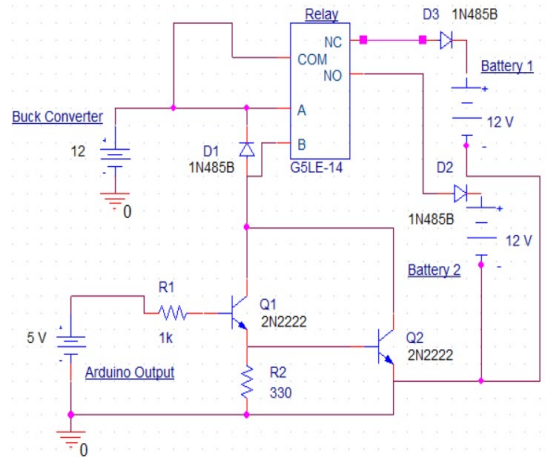 Relay
D3 1N485B
NC
COM
NO
Battery 1
+
12 V
-
Buck Converter
12
+
-
0
A
B
D1
1N485B
G5LE-14
D2
1N485B
+
12 V
-
Battery 2
R1
1k
Q1
2N2222
Q2
2N2222
5 V
+
-
Arduino Output
R2
330
0